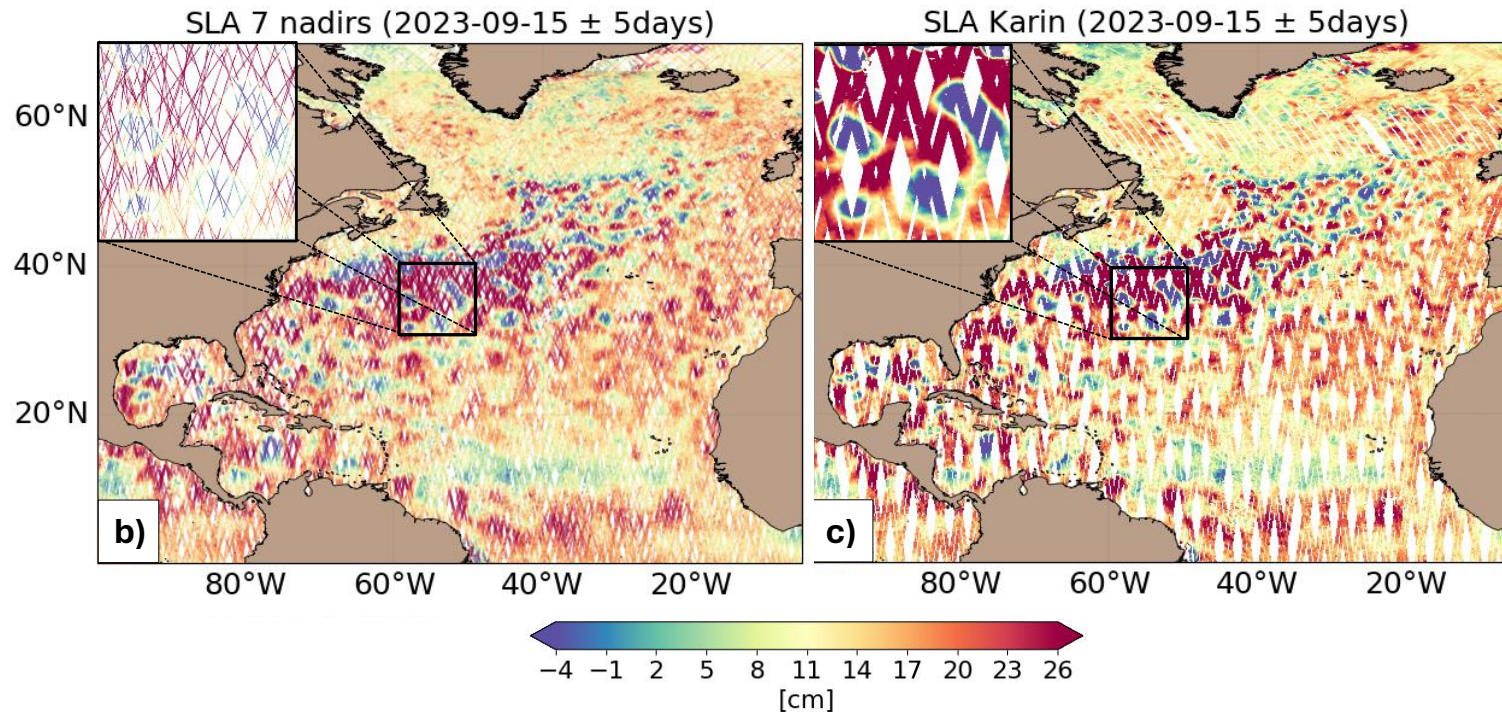 SLA 7 nadirs (2023-09-15 ± 5days)
SLA Karin (2023-09-15 ± 5days)
60°N
40°N
20°N
b)
c)
80°W 60°W 40°W 20°W
80°W 60°W 40°W 20°W
−4 −1 2 5 8 11 14 17 20 23 26
[cm]